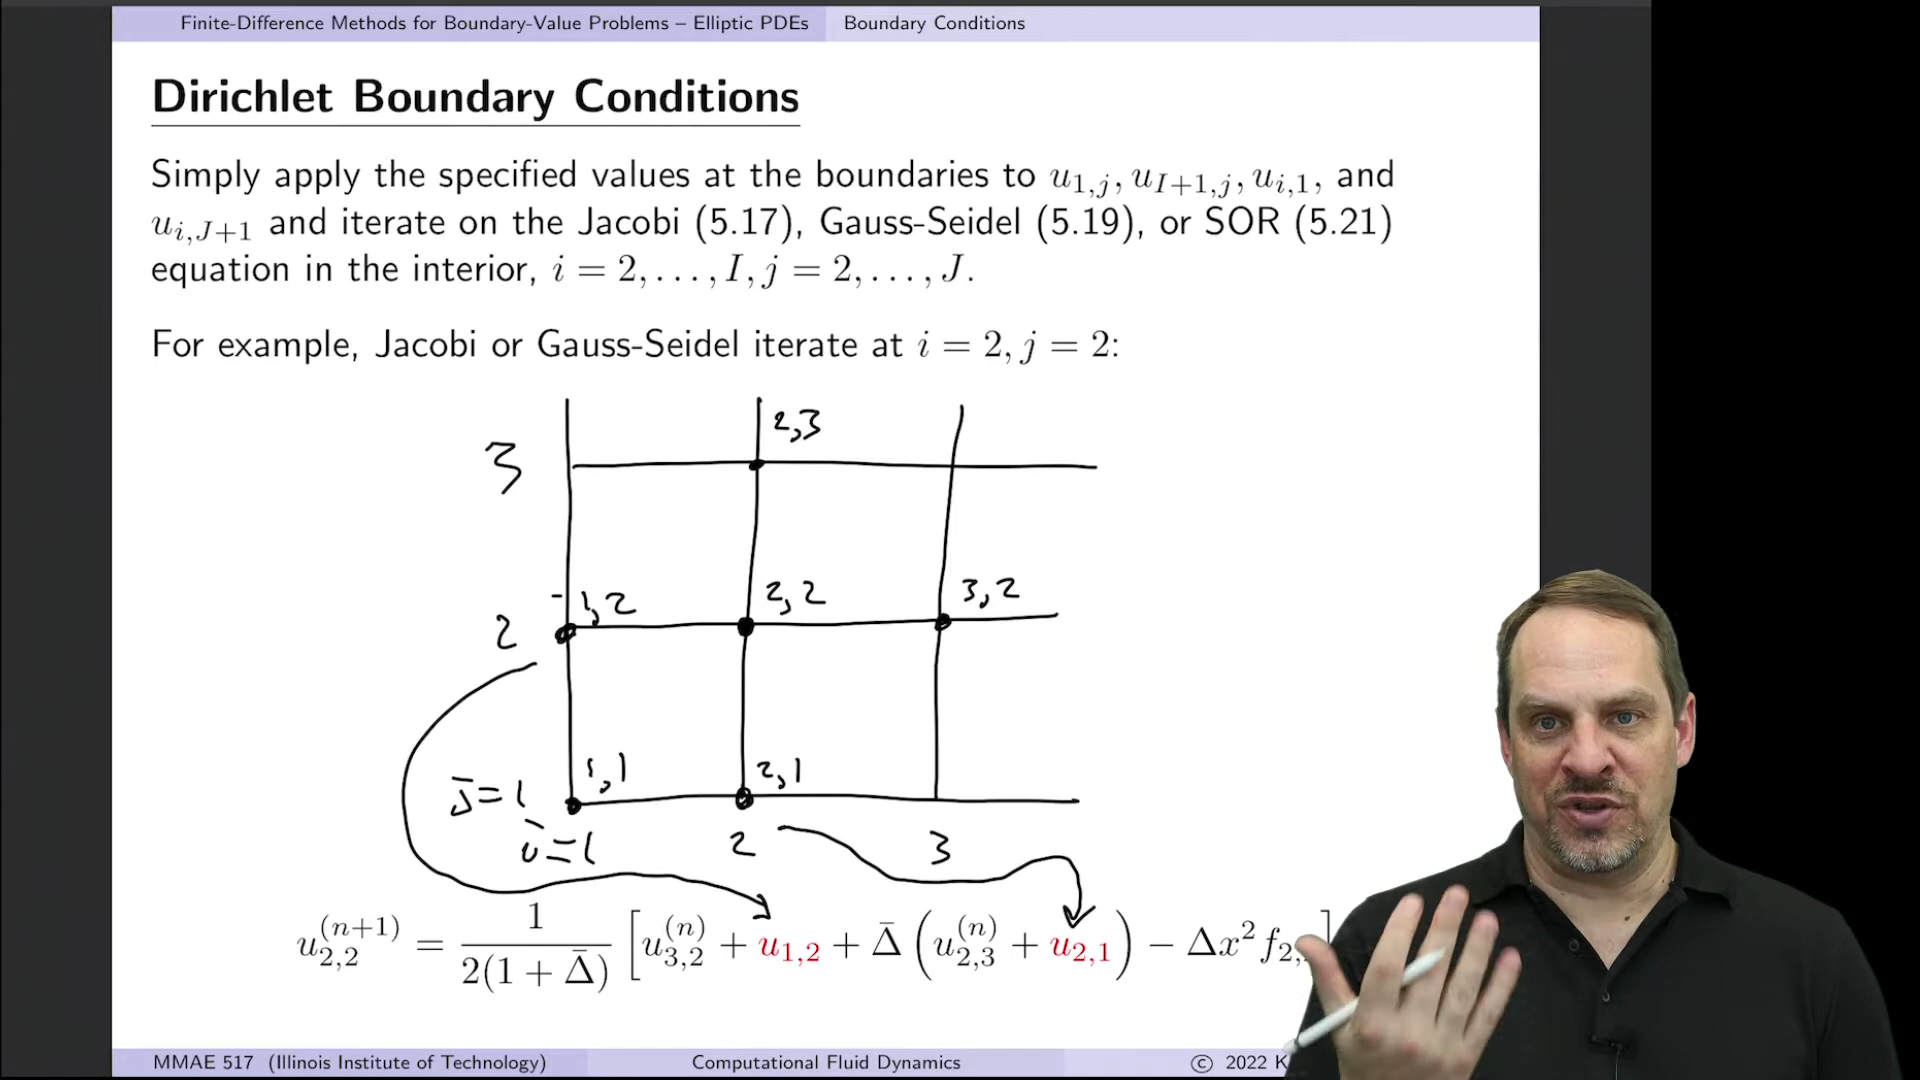 Finite-Difference Methods for Boundary-Value Problems – Elliptic PDEs Boundary Conditions
Dirichlet Boundary Conditions
Simply apply the specified values at the boundaries to u_{1,j}, u_{I+1,j}, u_{i,1}, and
u_{i,J+1} and iterate on the Jacobi (5.17), Gauss-Seidel (5.19), or SOR (5.21)
equation in the interior, i = 2, . . . , I, j = 2, . . . , J.
For example, Jacobi or Gauss-Seidel iterate at i = 2, j = 2:
2,3
3
1,2 2,2 3,2
2
1,1 2,1
j=1
i=1 2 3
u_{2,2}^{(n+1)} = \frac{1}{2(1 + \bar{Δ})} [ u_{3,2}^{(n)} + u_{1,2} + \bar{Δ} ( u_{2,3}^{(n)} + u_{2,1} ) − Δx^2 f_{2,
MMAE 517 (Illinois Institute of Technology) Computational Fluid Dynamics © 2022 K